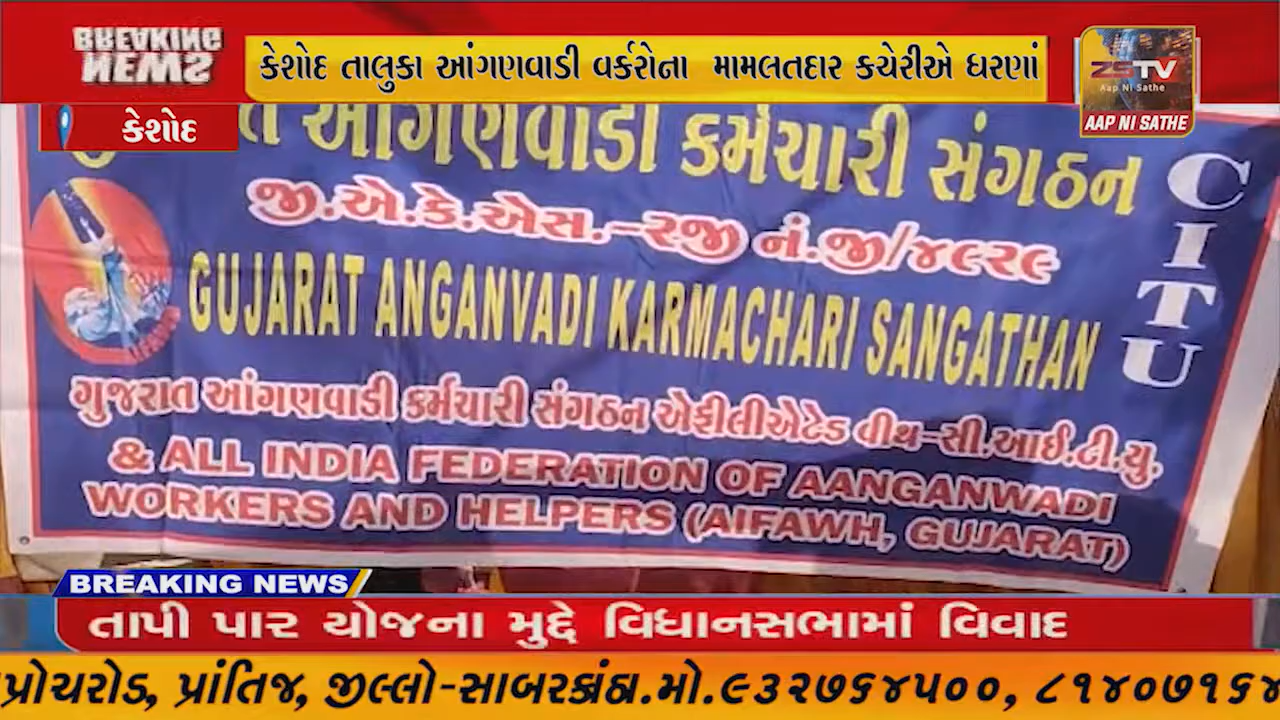 BREAKING
NEWS
કેશોદ તાલુકા આંગણવાડી વર્કરોના મામલતદાર કચેરીએ ધરણાં
ZSTV
Aap Ni Sathe
AAP NI SATHE
કેશોદ
આંગણવાડી કર્મચારી સંગઠન
CITU
જી.એ.કે.એસ.-રજી નં.જી/૪૯૨૯
GUJARAT ANGANVADI KARMACHARI SANGATHAN
ગુજરાત આંગણવાડી કર્મચારી સંગઠન એફીલીએટેડ વીથ-સી.આઈ.ટી.યુ.
& ALL INDIA FEDERATION OF AANGANWADI
WORKERS AND HELPERS (AIFAWH, GUJARAT)
BREAKING NEWS
તાપી પાર યોજના મુદ્દે વિધાનસભામાં વિવાદ
પ્રોચરોડ, પ્રાંતિજ, જીલ્લો-સાબરકાંઠા.મો.૯૩૨૭૬૪૫૦૦, ૮૧૪૦૭૧૬૪